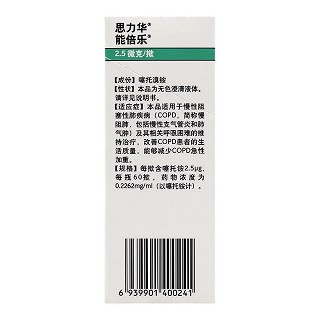 思力华®
能倍乐®
2.5 微克/揿
【成份】噻托溴铵
【性状】本品为无色澄清液体。
请详见说明书。
【适应症】本品适用于慢性阻
塞性肺疾病（COPD，简称慢
阻肺，包括慢性支气管炎和肺
气肿）及其相关呼吸困难的维
持治疗，改善COPD患者的生
活质量，能够减少COPD急性
加重。
【规格】每揿含噻托铵2.5μg，
每瓶60揿，药物浓度为
0.2262mg/ml（以噻托铵计）。
6 939901 400241